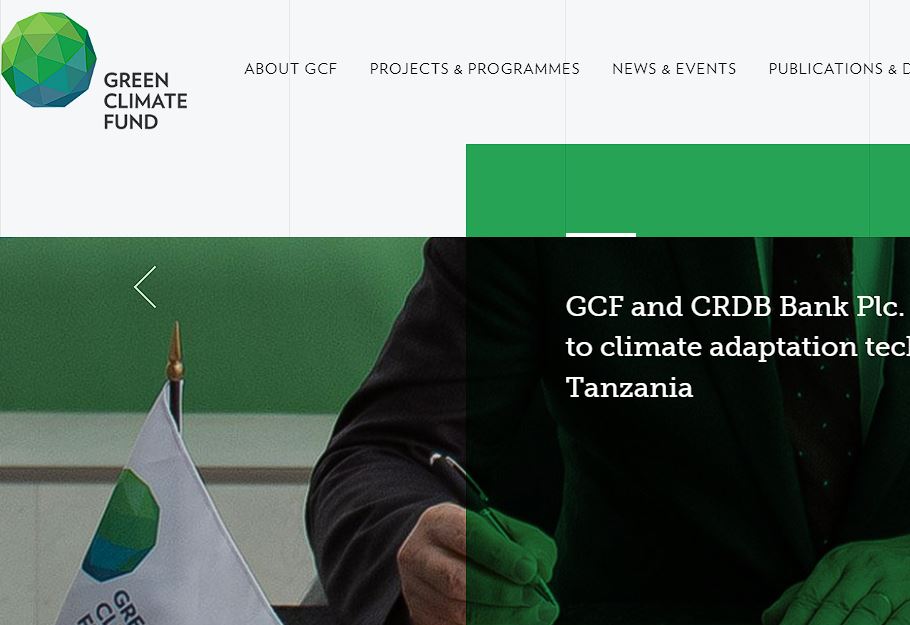 GREEN
CLIMATE
FUND
ABOUT GCF PROJECTS & PROGRAMMES NEWS & EVENTS PUBLICATIONS & D
GCF and CRDB Bank Plc.
to climate adaptation tech
Tanzania
GRE
CL